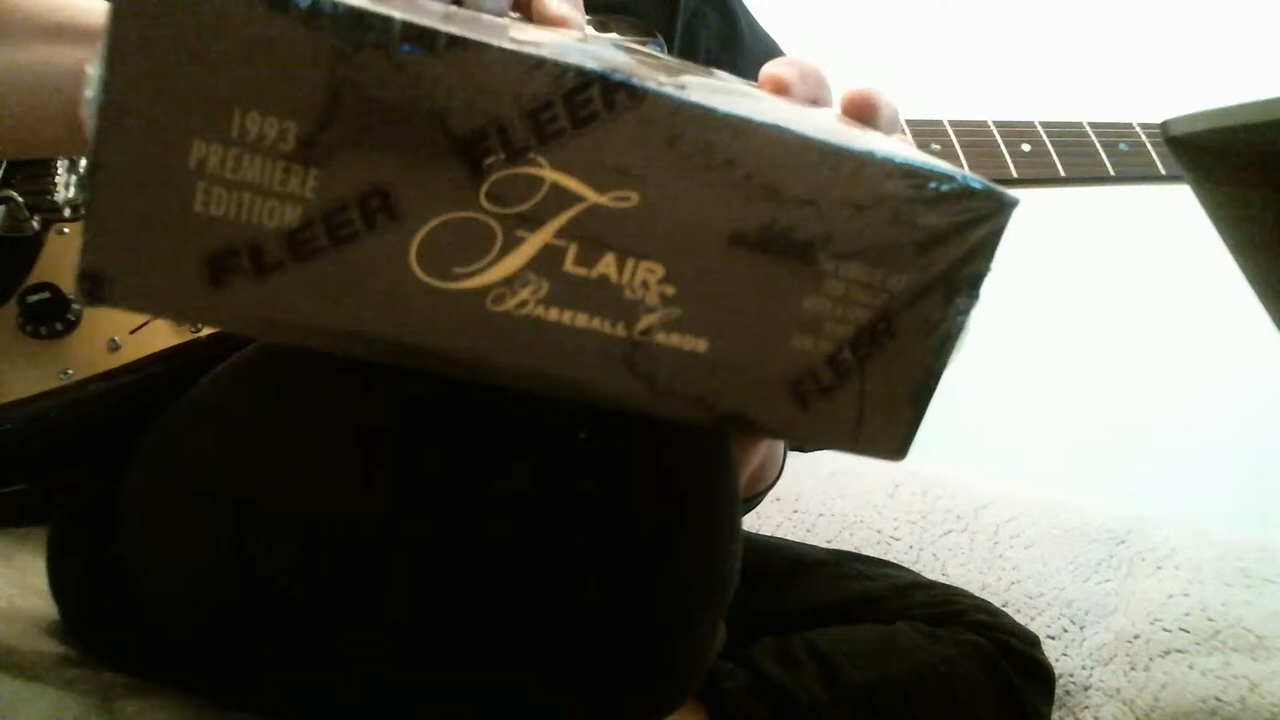 1993
PREMIERE
EDITION
FLEER
FLEER
FLAIR
BASEBALL CARDS
FLEER